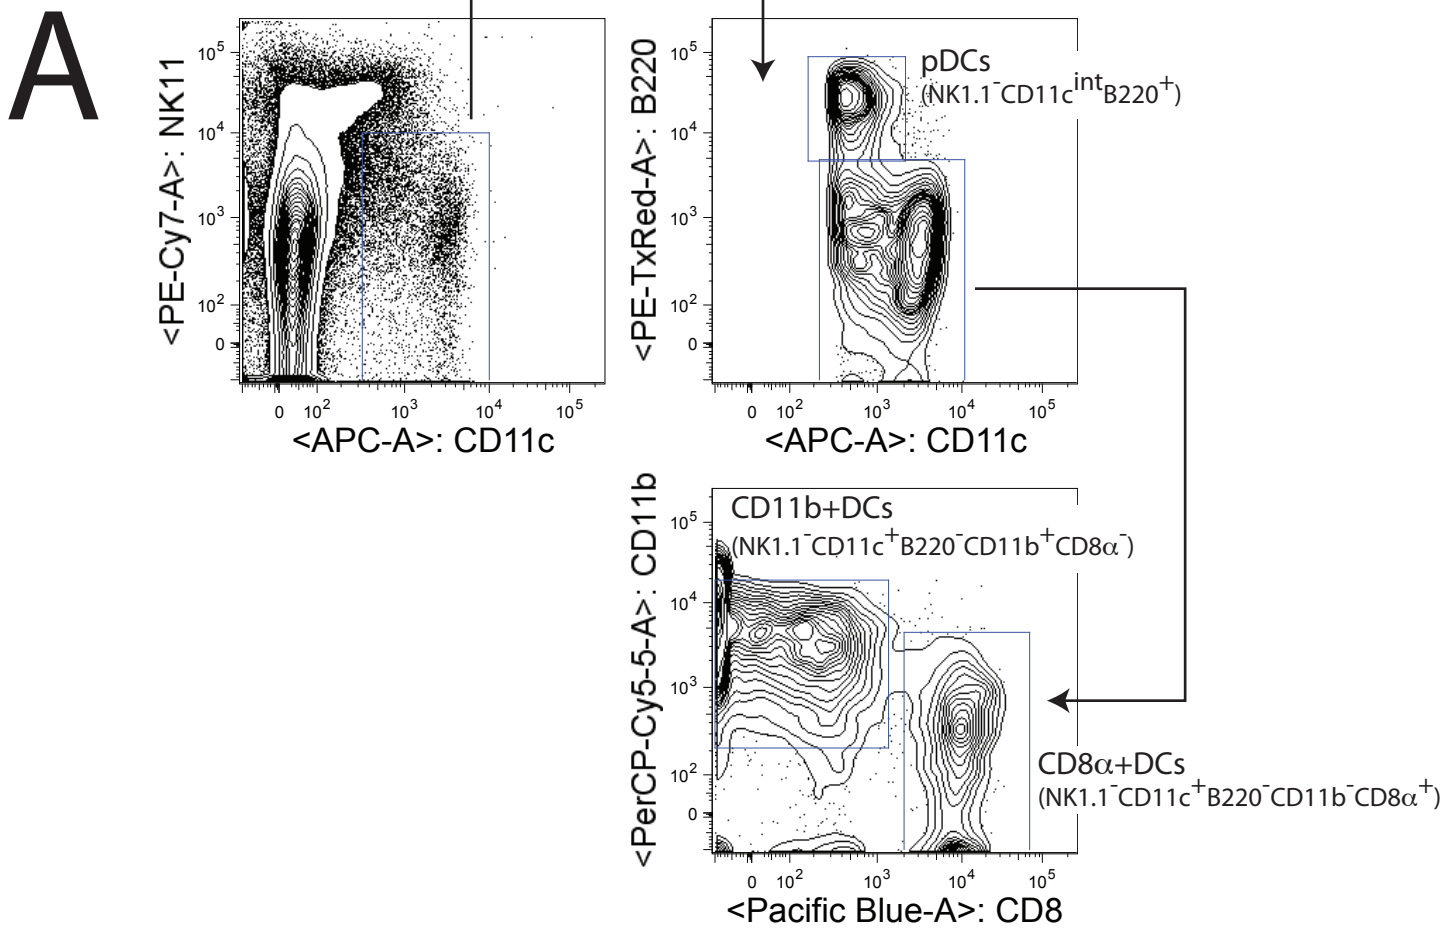 A
<PE-Cy7-A>: NK11
10^5
10^4
10^3
10^2
0
0 10^2 10^3 10^4 10^5
<APC-A>: CD11c
<PE-TxRed-A>: B220
10^5
10^4
10^3
10^2
0
pDCs
(NK1.1^-CD11c^intB220^+)
0 10^2 10^3 10^4 10^5
<APC-A>: CD11c
<PerCP-Cy5-5-A>: CD11b
10^5
10^4
10^3
10^2
0
CD11b+DCs
(NK1.1^-CD11c^+B220^-CD11b^+CD8α^-)
CD8α+DCs
(NK1.1^-CD11c^+B220^-CD11b^-CD8α^+)
0 10^2 10^3 10^4 10^5
<Pacific Blue-A>: CD8